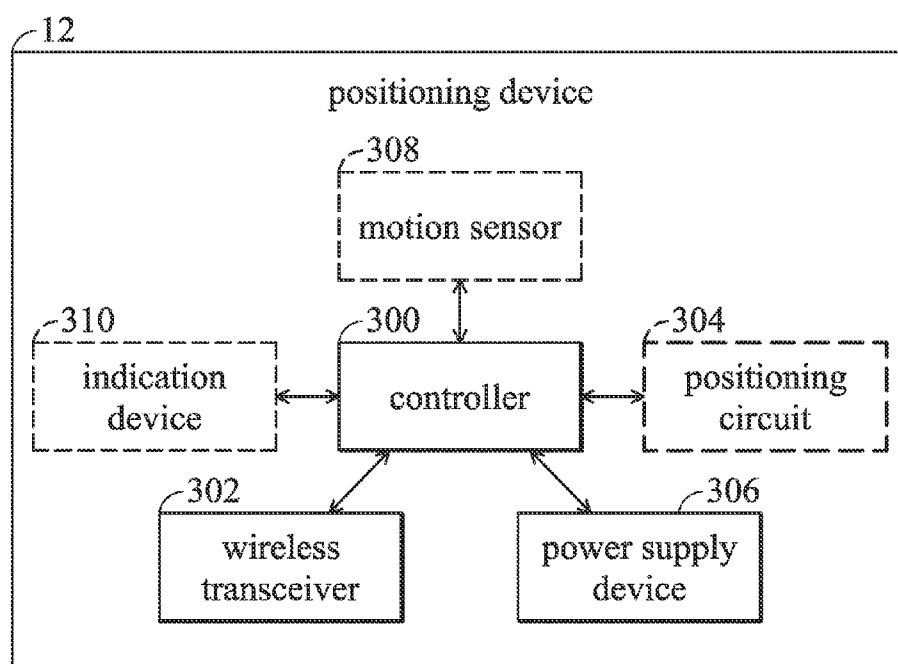 12
positioning device
308
motion sensor
310
300
304
indication
device
controller
positioning
circuit
302
306
wireless
transceiver
power supply
device